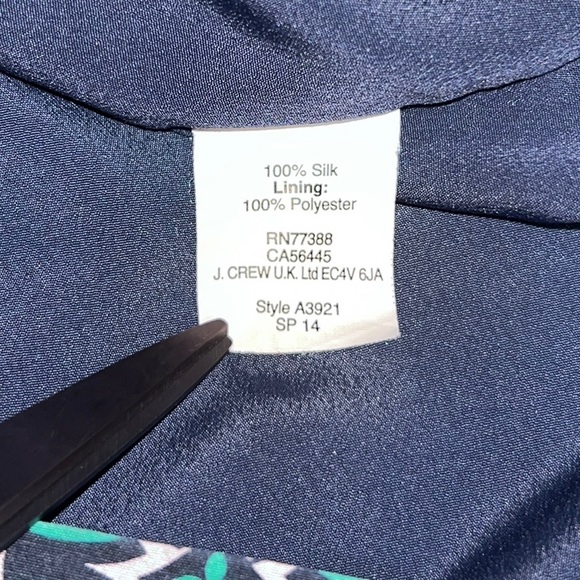 100% Silk
Lining:
100% Polyester
RN77388
CA56445
J. CREW U.K. Ltd EC4V 6JA
Style A3921
SP 14